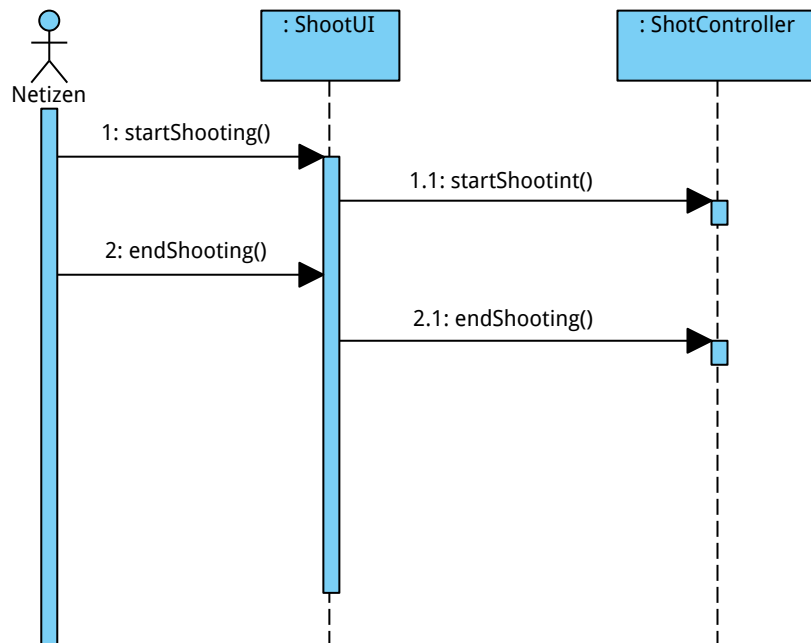 : ShootUI
: ShotController
Netizen
1: startShooting()
1.1: startShootint()
2: endShooting()
2.1: endShooting()